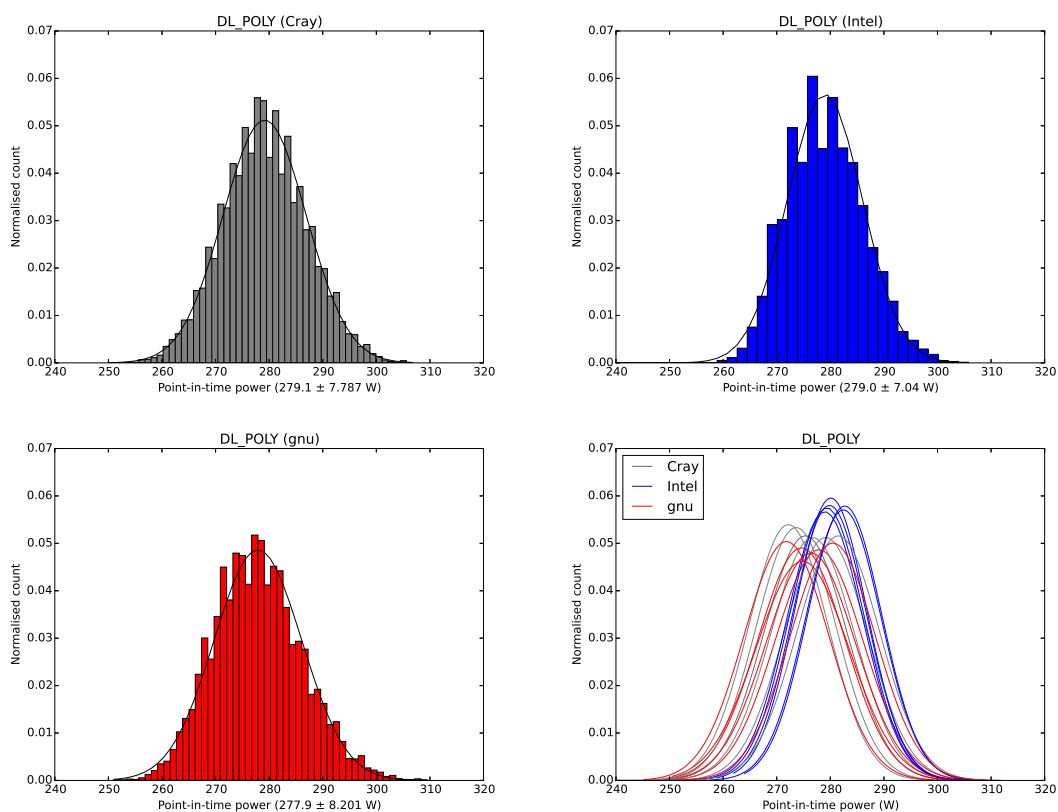 DL_POLY (Cray)
0.07
0.06
0.05
0.04
0.03
0.02
0.01
0.00
Normalised count
240 250 260 270 280 290 300 310 320
Point-in-time power (279.1 ± 7.787 W)
DL_POLY (Intel)
0.07
0.06
0.05
0.04
0.03
0.02
0.01
0.00
Normalised count
240 250 260 270 280 290 300 310 320
Point-in-time power (279.0 ± 7.04 W)
DL_POLY (gnu)
0.07
0.06
0.05
0.04
0.03
0.02
0.01
0.00
Normalised count
240 250 260 270 280 290 300 310 320
Point-in-time power (277.9 ± 8.201 W)
DL_POLY
0.07
0.06
0.05
0.04
0.03
0.02
0.01
0.00
Normalised count
Cray
Intel
gnu
240 250 260 270 280 290 300 310 320
Point-in-time power (W)